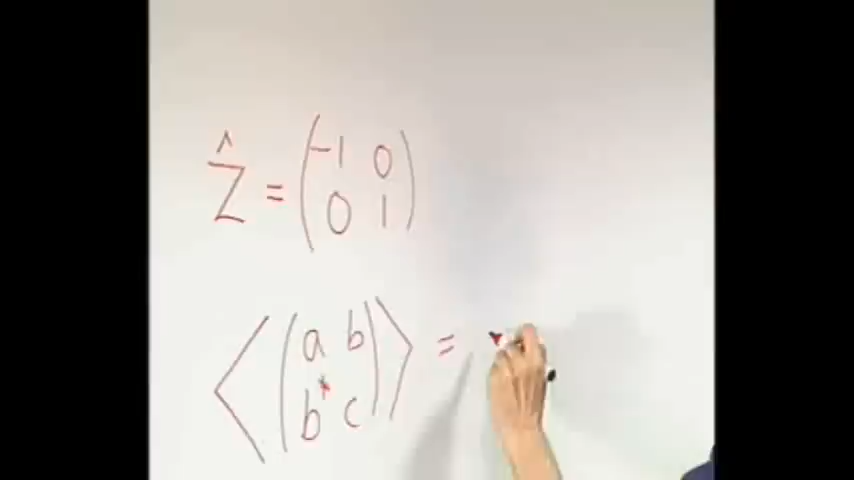 Ẑ = (-1 0
0 1)
⟨(a b
b* c)⟩ =